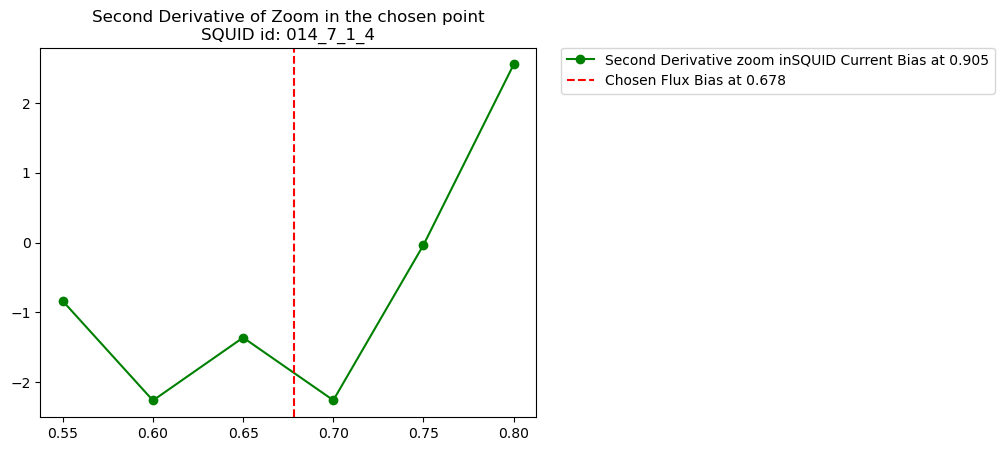 Second Derivative of Zoom in the chosen point
SQUID id: 014_7_1_4
Second Derivative zoom inSQUID Current Bias at 0.905
Chosen Flux Bias at 0.678
2
1
0
−1
−2
0.55 0.60 0.65 0.70 0.75 0.80